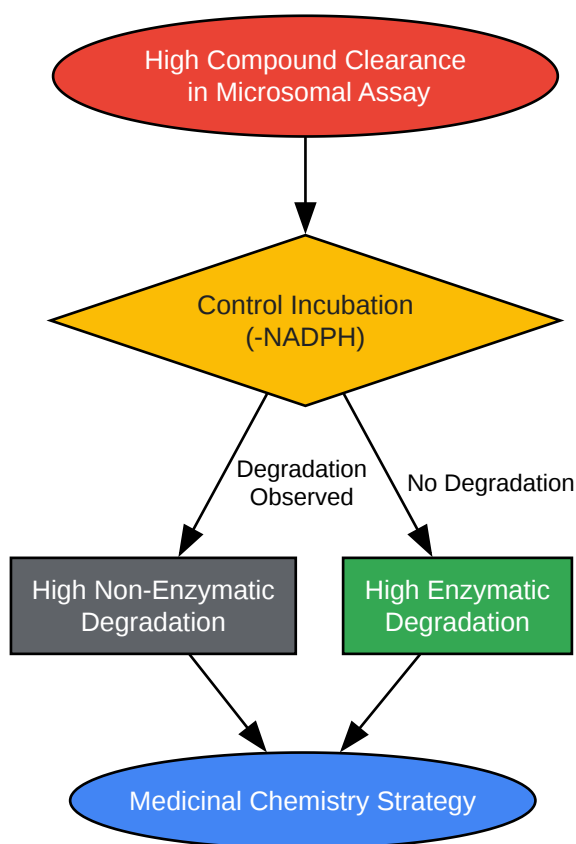 High Compound Clearance
in Microsomal Assay
Control Incubation
(-NADPH)
Degradation
Observed
No Degradation
High Non-Enzymatic
Degradation
High Enzymatic
Degradation
Medicinal Chemistry Strategy